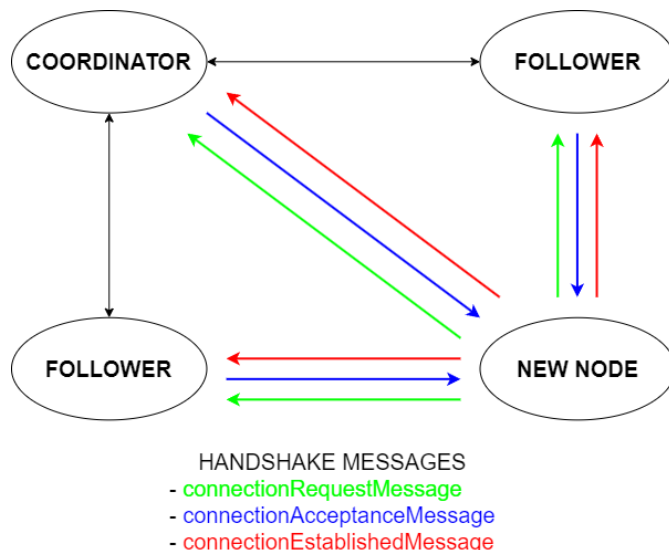 COORDINATOR
FOLLOWER
FOLLOWER
NEW NODE
HANDSHAKE MESSAGES
- connectionRequestMessage
- connectionAcceptanceMessage
- connectionEstablishedMessage